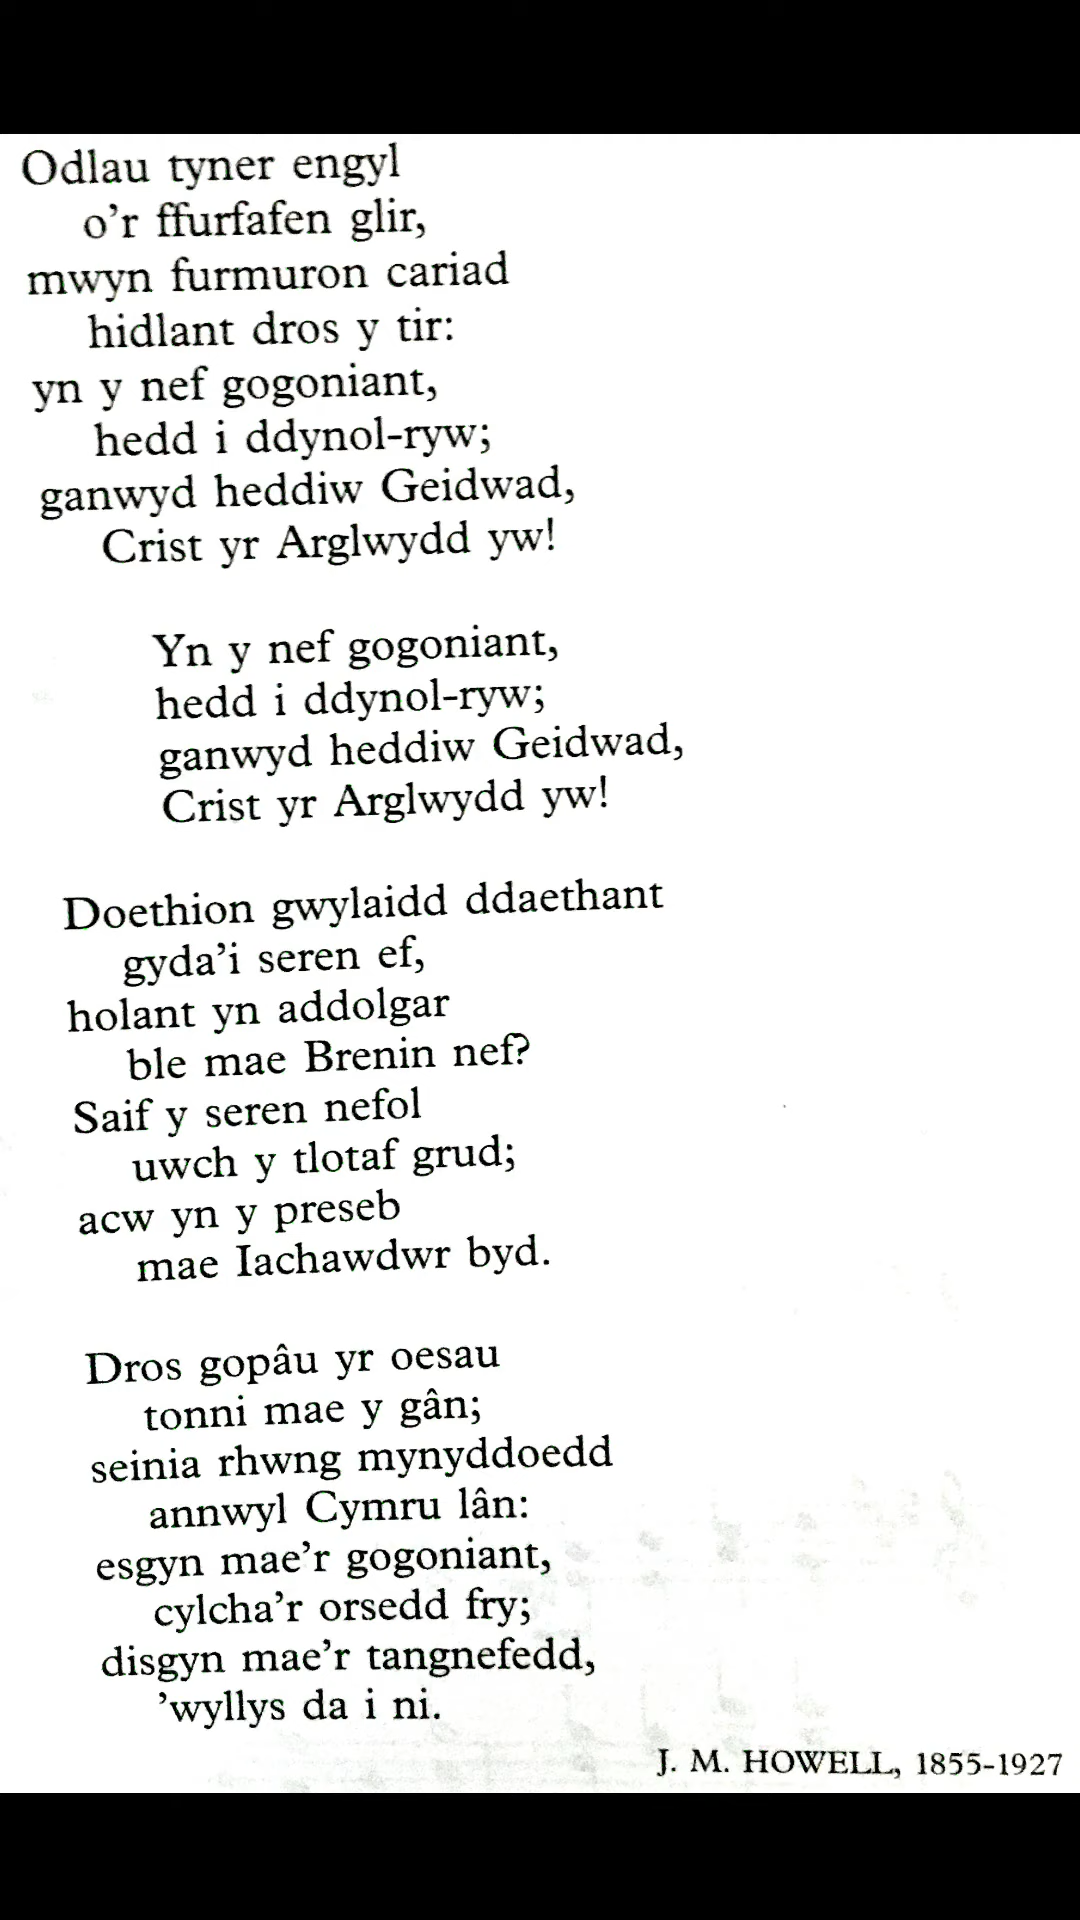 Odlau tyner engyl
o'r ffurfafen glir,
mwyn furmuron cariad
hidlant dros y tir:
yn y nef gogoniant,
hedd i ddynol-ryw;
ganwyd heddiw Geidwad,
Crist yr Arglwydd yw!
Yn y nef gogoniant,
hedd i ddynol-ryw;
ganwyd heddiw Geidwad,
Crist yr Arglwydd yw!
Doethion gwylaidd ddaethant
gyda'i seren ef,
holant yn addolgar
ble mae Brenin nef?
Saif y seren nefol
uwch y tlotaf grud;
acw yn y preseb
mae Iachawdwr byd.
Dros gopâu yr oesau
tonni mae y gân;
seinia rhwng mynyddoedd
annwyl Cymru lân:
esgyn mae'r gogoniant,
cylcha'r orsedd fry;
disgyn mae'r tangnefedd,
'wyllys da i ni.
J. M. HOWELL, 1855-1927